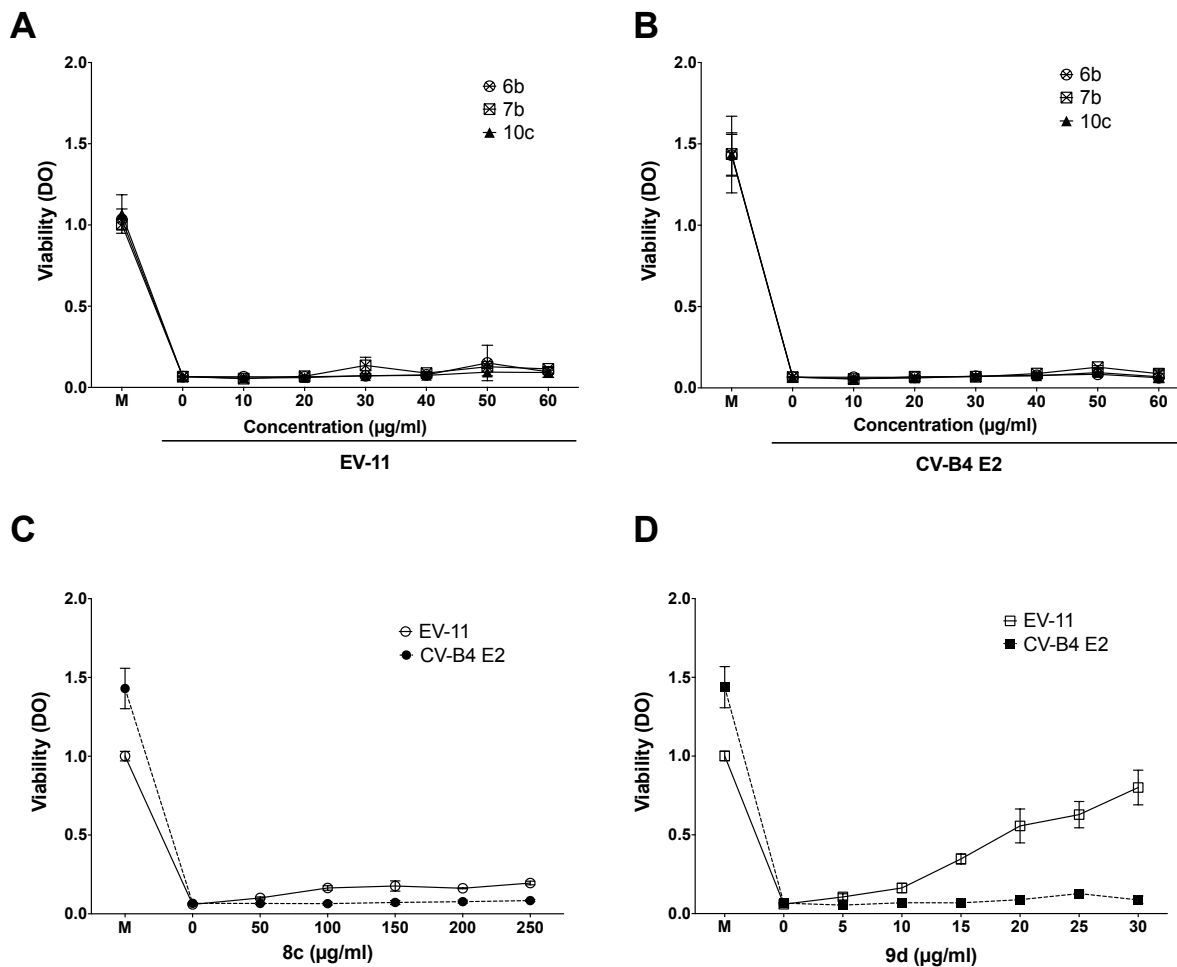 A
Viability (DO)
2.0
1.5
1.0
0.5
0.0
6b
7b
10c
M 0 10 20 30 40 50 60
Concentration (µg/ml)
EV-11
B
Viability (DO)
2.0
1.5
1.0
0.5
0.0
6b
7b
10c
M 0 10 20 30 40 50 60
Concentration (µg/ml)
CV-B4 E2
C
Viability (DO)
2.0
1.5
1.0
0.5
0.0
EV-11
CV-B4 E2
M 0 50 100 150 200 250
8c (µg/ml)
D
Viability (DO)
2.0
1.5
1.0
0.5
0.0
EV-11
CV-B4 E2
M 0 5 10 15 20 25 30
9d (µg/ml)